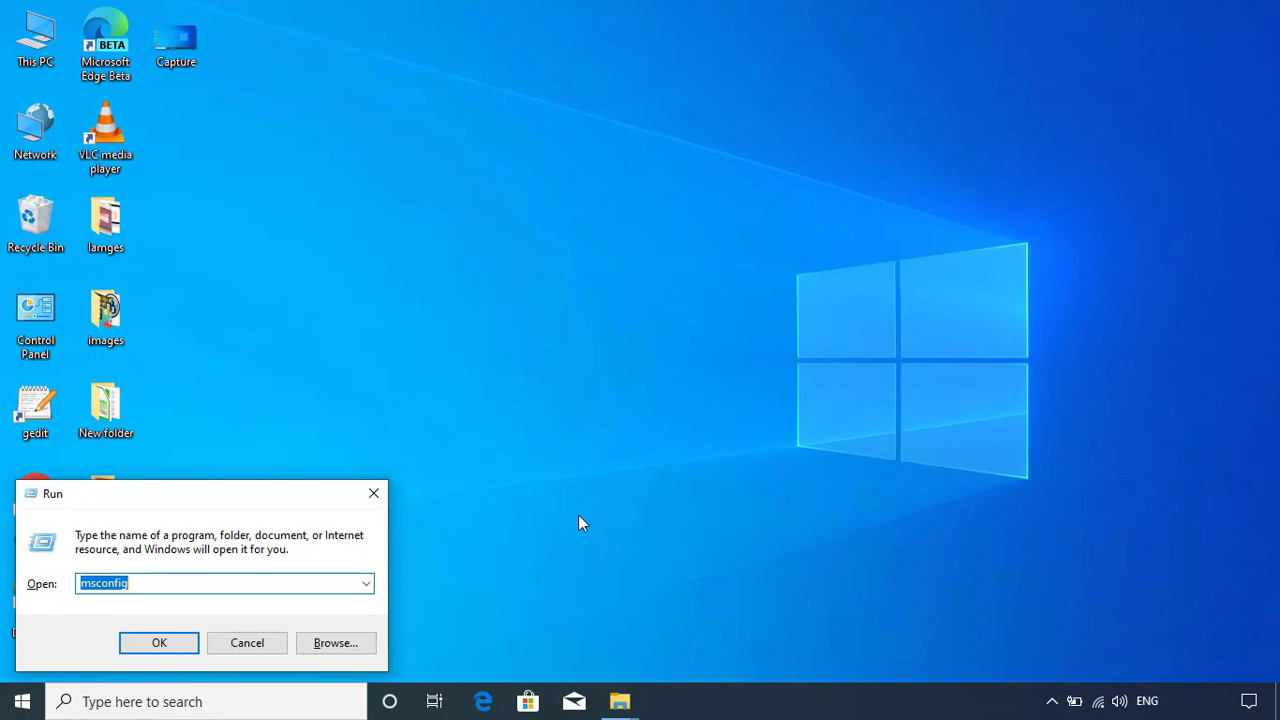 This PC
Microsoft
Edge Beta
BETA
Capture
Network
VLC media
player
Recycle Bin
Iamges
Control
Panel
images
gedit
New folder
Run
Type the name of a program, folder, document, or Internet
resource, and Windows will open it for you.
Open:
msconfig
OK
Cancel
Browse...
Type here to search
ENG